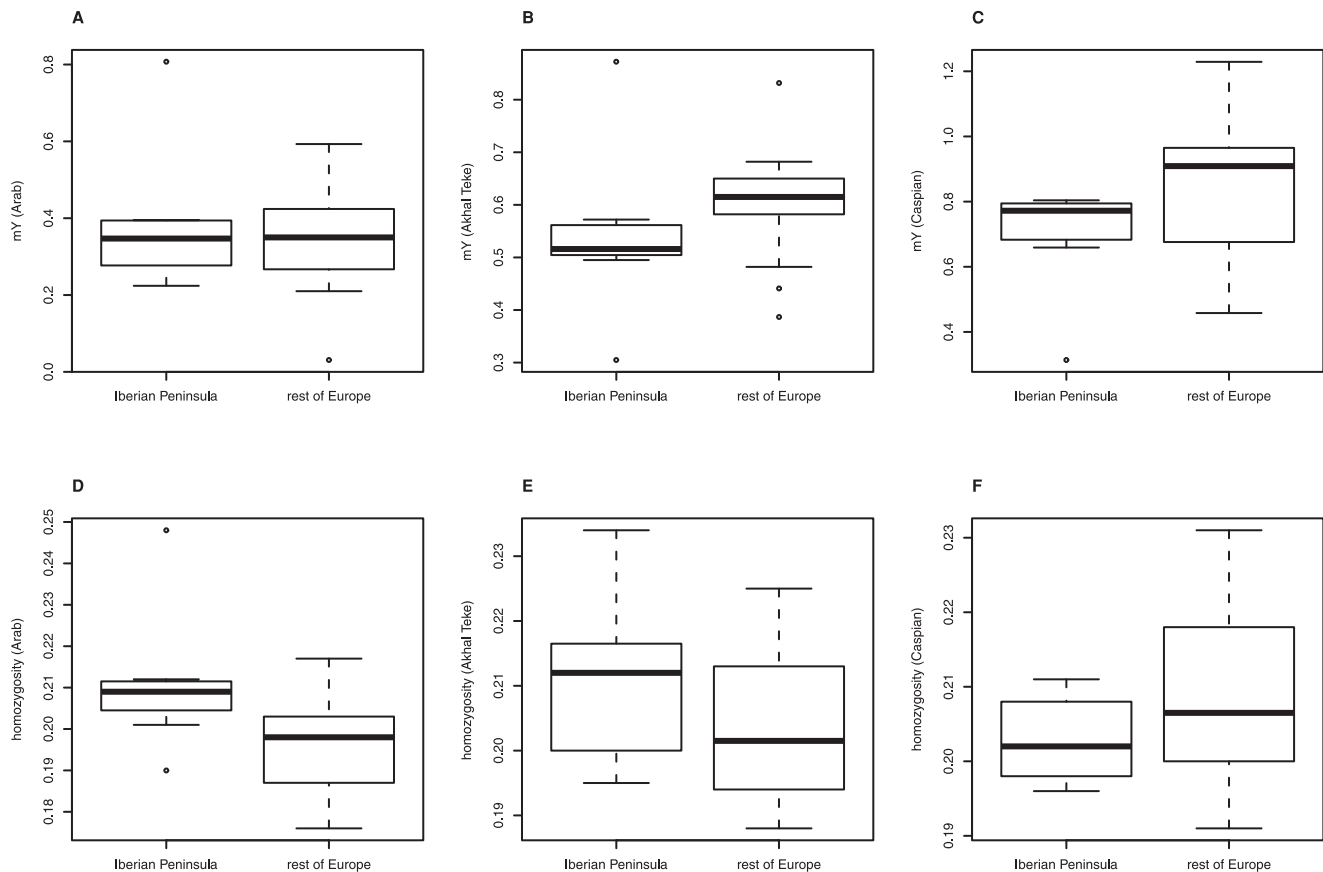 A
mY (Arab)
0.8
0.6
0.4
0.2
0.0
Iberian Peninsula
rest of Europe
B
mY (Akhal Teke)
0.8
0.7
0.6
0.5
0.4
0.3
Iberian Peninsula
rest of Europe
C
mY (Caspian)
1.2
1.0
0.8
0.6
0.4
Iberian Peninsula
rest of Europe
D
homozygosity (Arab)
0.25
0.24
0.23
0.22
0.21
0.20
0.19
0.18
Iberian Peninsula
rest of Europe
E
homozygosity (Akhal Teke)
0.23
0.22
0.21
0.20
0.19
Iberian Peninsula
rest of Europe
F
homozygosity (Caspian)
0.23
0.22
0.21
0.20
0.19
Iberian Peninsula
rest of Europe